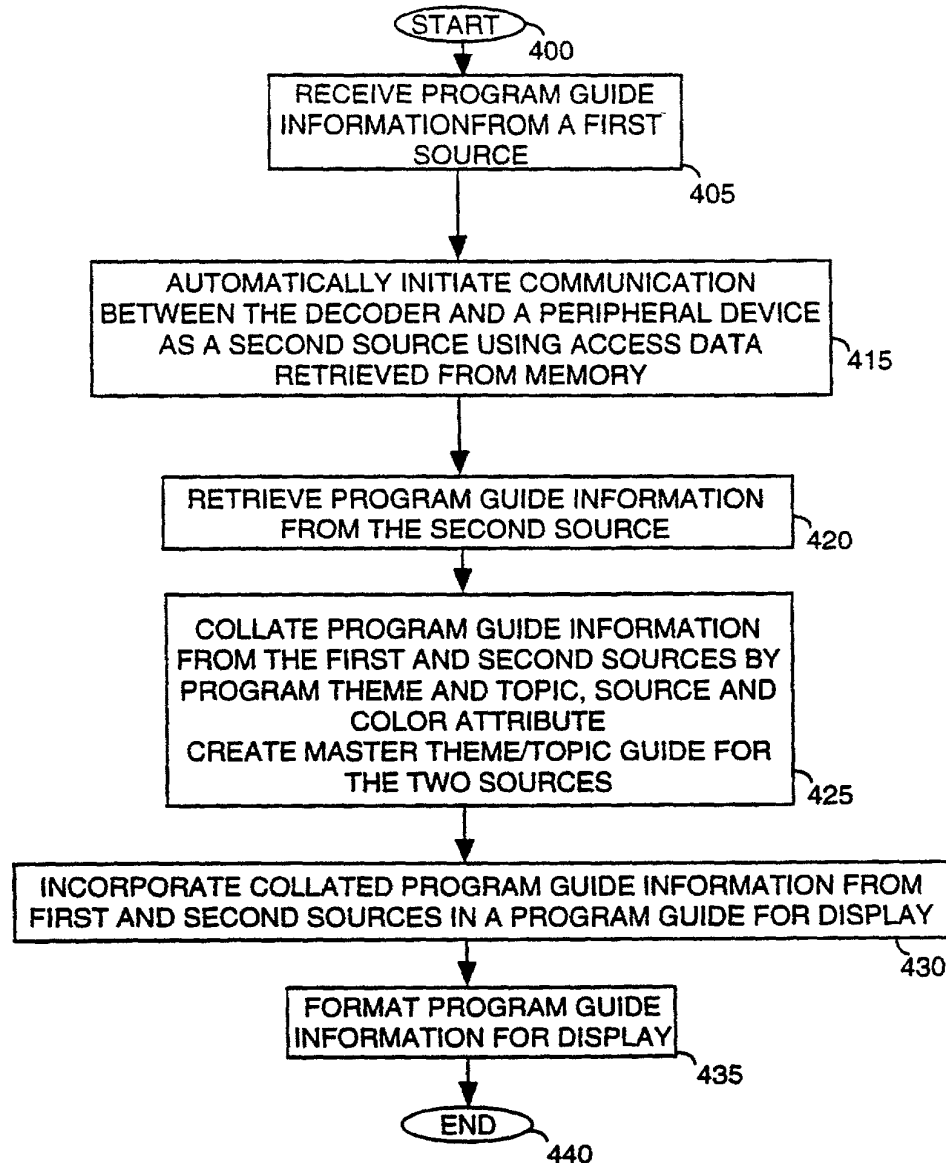 START
400
RECEIVE PROGRAM GUIDE
INFORMATIONFROM A FIRST
SOURCE
405
AUTOMATICALLY INITIATE COMMUNICATION
BETWEEN THE DECODER AND A PERIPHERAL DEVICE
AS A SECOND SOURCE USING ACCESS DATA
RETRIEVED FROM MEMORY
415
RETRIEVE PROGRAM GUIDE INFORMATION
FROM THE SECOND SOURCE
420
COLLATE PROGRAM GUIDE INFORMATION
FROM THE FIRST AND SECOND SOURCES BY
PROGRAM THEME AND TOPIC, SOURCE AND
COLOR ATTRIBUTE
CREATE MASTER THEME/TOPIC GUIDE FOR
THE TWO SOURCES
425
INCORPORATE COLLATED PROGRAM GUIDE INFORMATION FROM
FIRST AND SECOND SOURCES IN A PROGRAM GUIDE FOR DISPLAY
430
FORMAT PROGRAM GUIDE
INFORMATION FOR DISPLAY
435
END
440